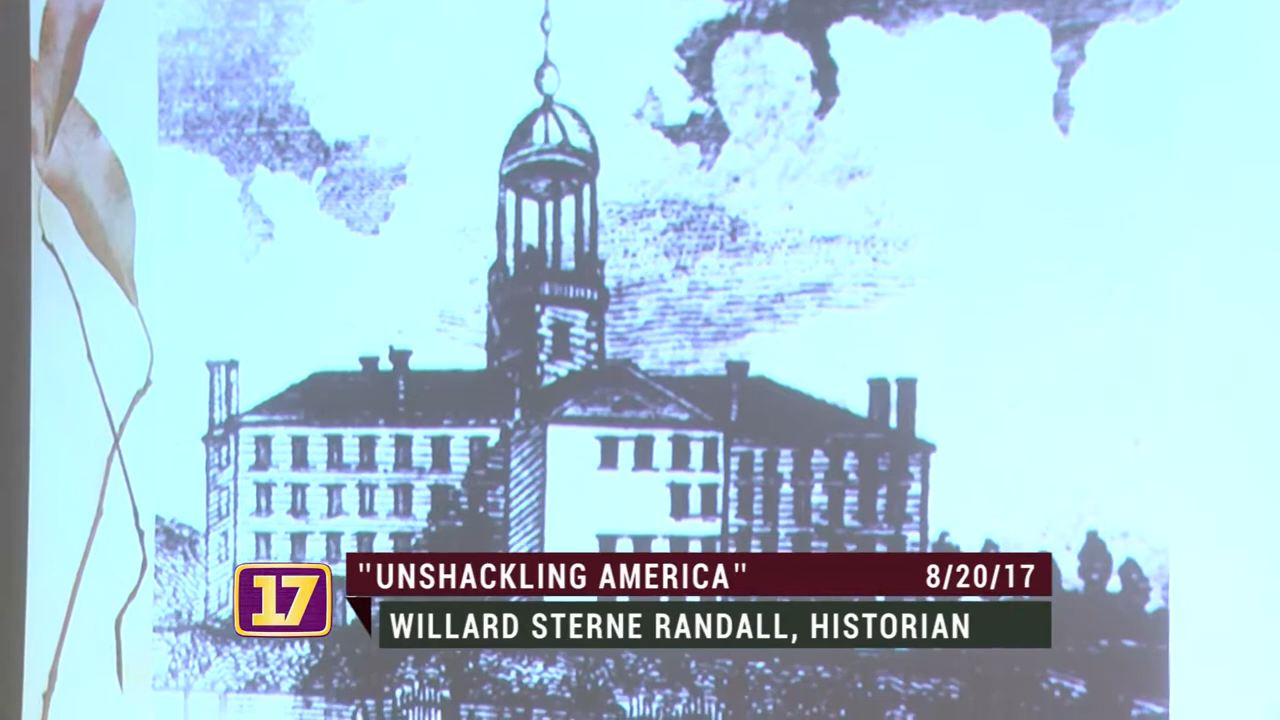 "UNSHACKLING AMERICA" 8/20/17
17
WILLARD STERNE RANDALL, HISTORIAN